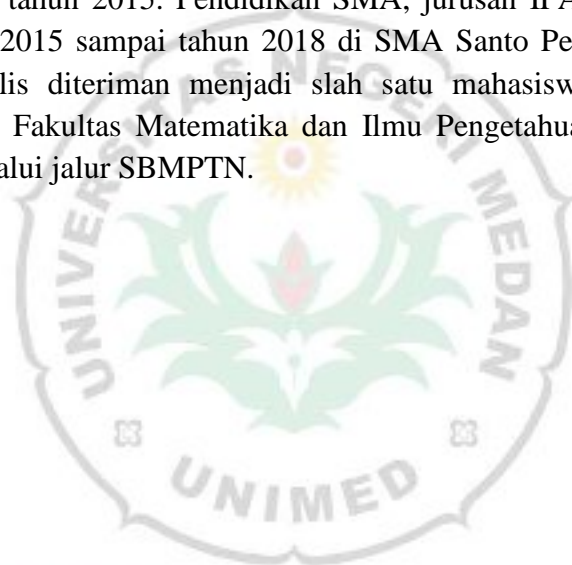 tahun 2015. Pendidikan SMA, jurusan IPA
2015 sampai tahun 2018 di SMA Santo Pe
lis diteriman menjadi slah satu mahasisw
Fakultas Matematika dan Ilmu Pengetahua
alui jalur SBMPTN.
UNIVERSITAS NEGERI MEDAN
UNIMED